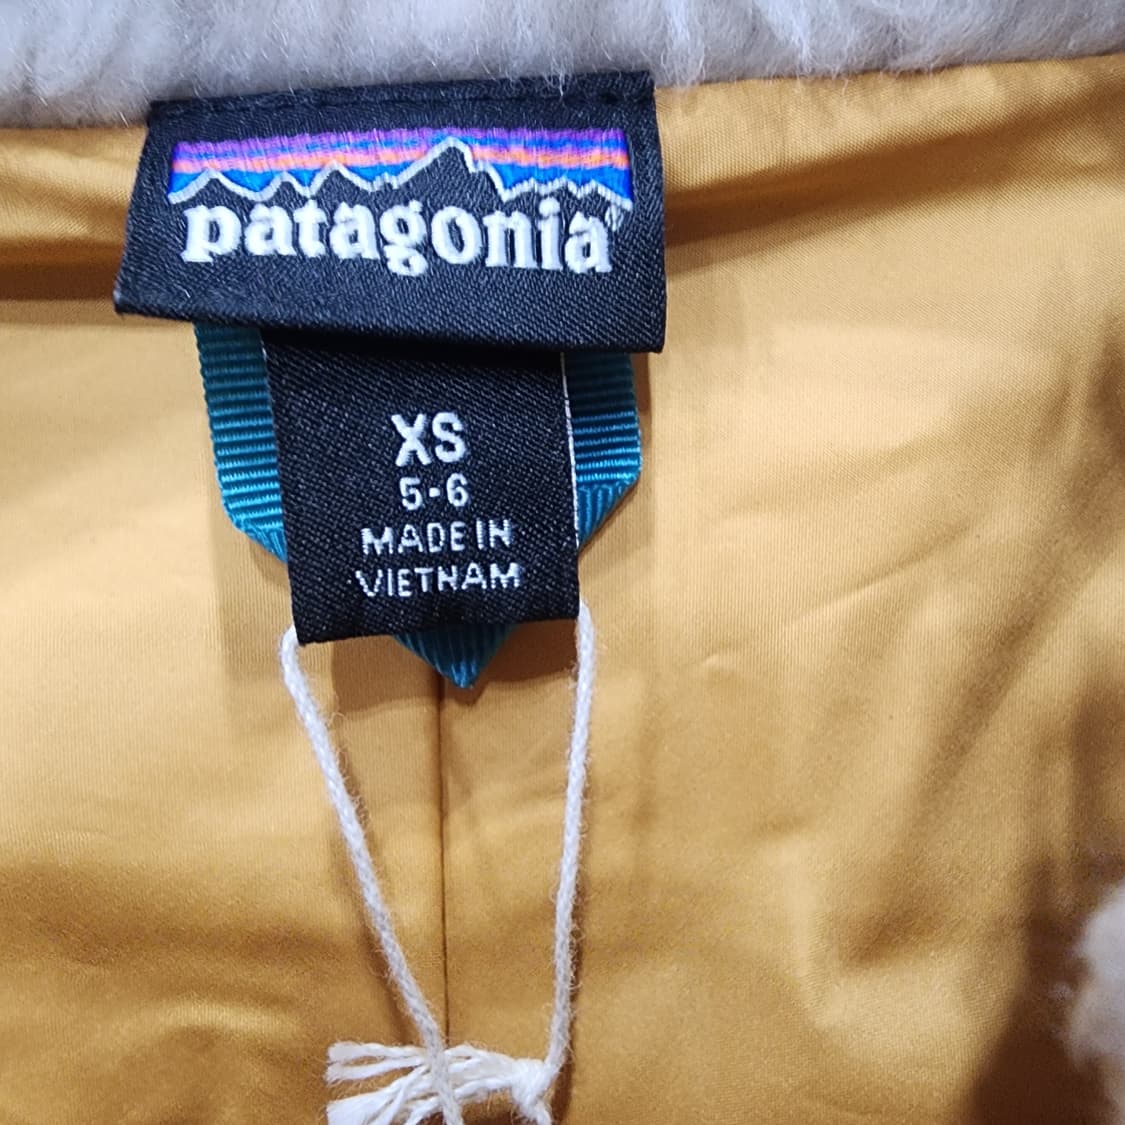 patagonia®
XS
5-6
MADE IN
VIETNAM